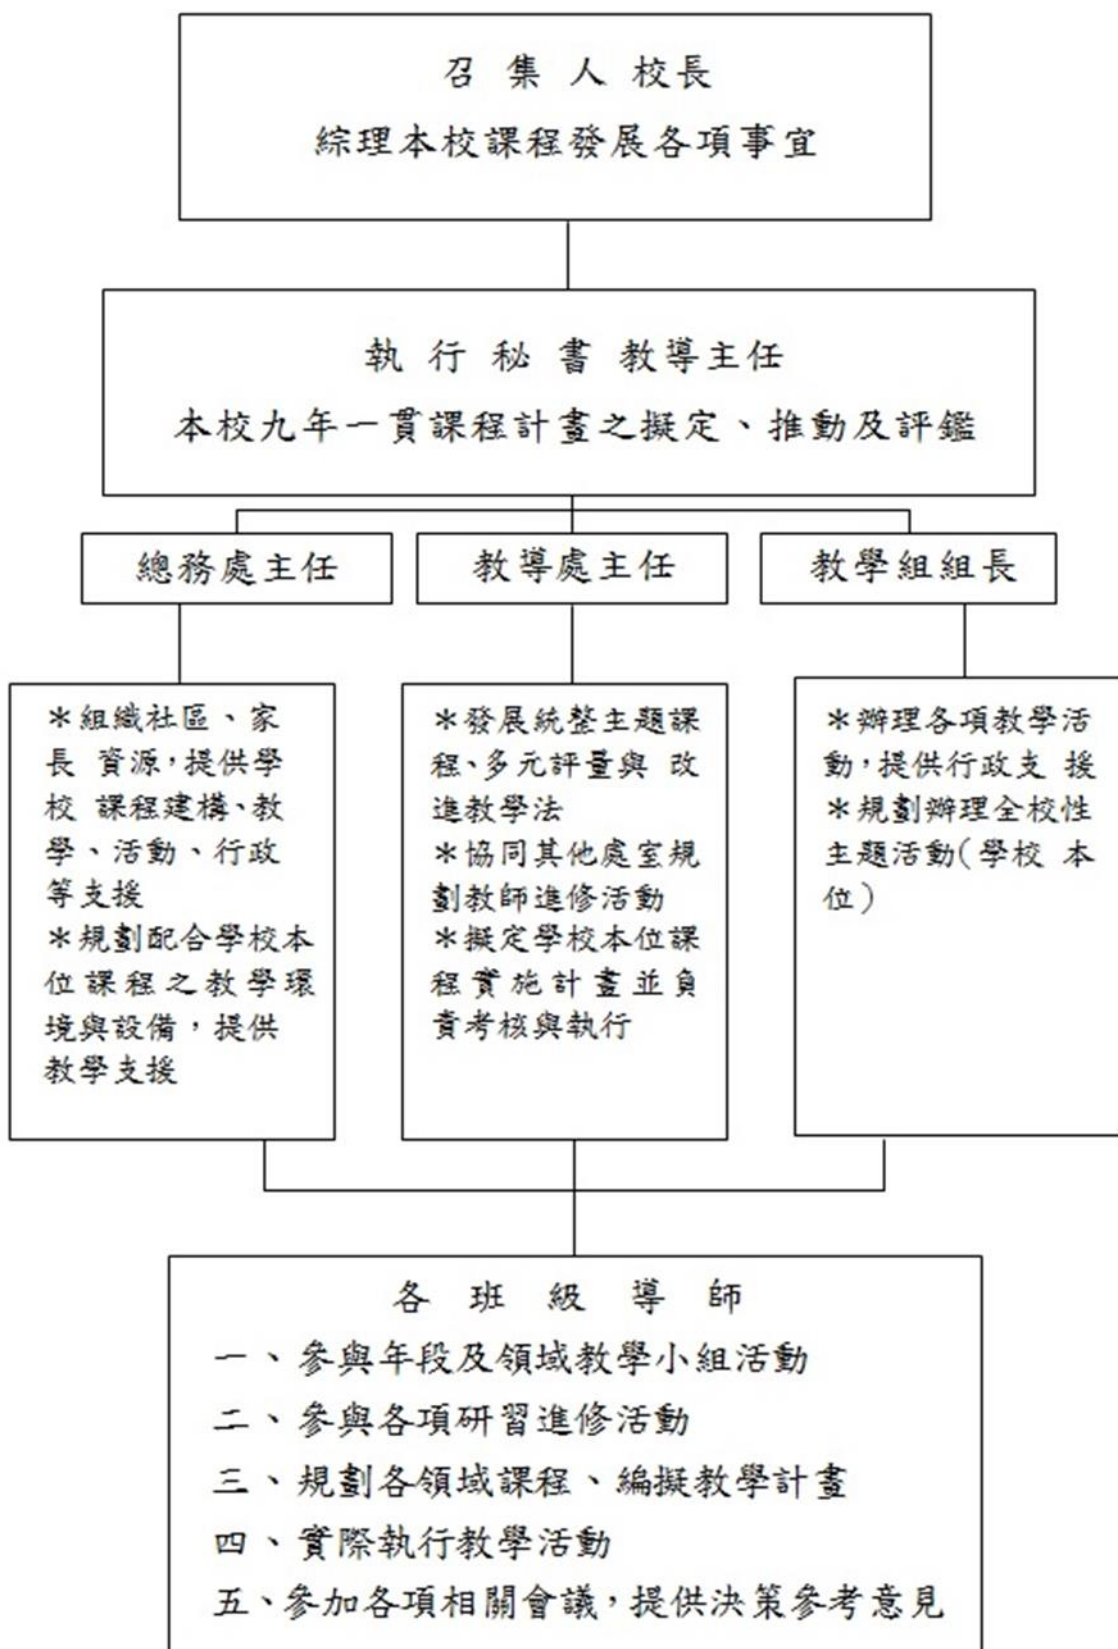 召 集 人 校長
綜理本校課程發展各項事宜
執 行 秘 書 教導主任
本校九年一貫課程計畫之擬定、推動及評鑑
總務處主任
教導處主任
教學組組長
＊組織社區、家
長 資源，提供學
校 課程建構、教
學、活動、行政
等支援
＊規劃配合學校本
位課程之教學環
境與設備，提供
教學支援
＊發展統整主題課
程、多元評量與 改
進教學法
＊協同其他處室規
劃教師進修活動
＊擬定學校本位課
程實施計畫並負
責考核與執行
＊辦理各項教學活
動，提供行政支 援
＊規劃辦理全校性
主題活動(學校 本
位)
各 班 級 導 師
一、參與年段及領域教學小組活動
二、參與各項研習進修活動
三、規劃各領域課程、編擬教學計畫
四、實際執行教學活動
五、參加各項相關會議，提供決策參考意見